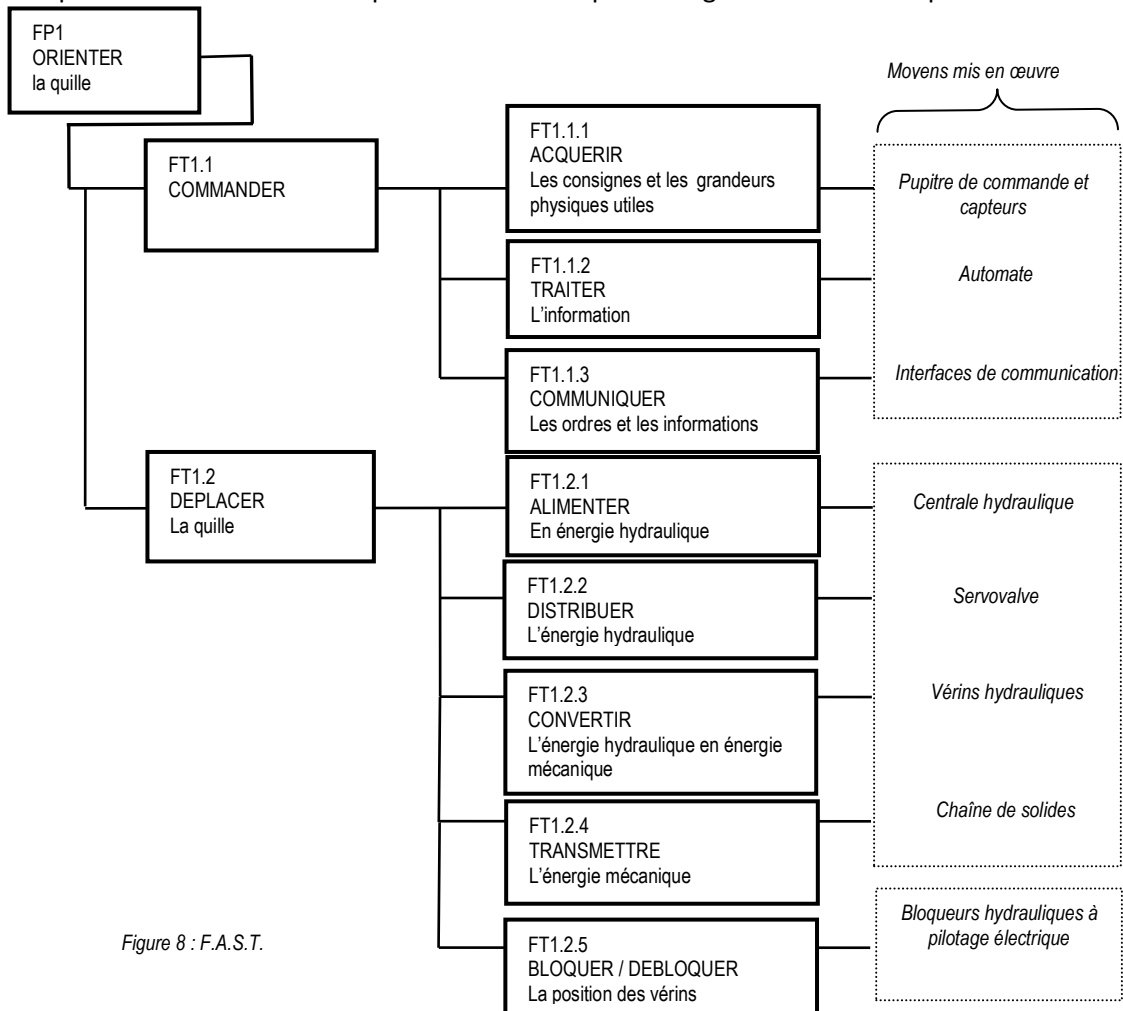 FP1
ORIENTER
la quille
Movens mis en œuvre
FT1.1
COMMANDER
FT1.1.1
ACQUERIR
Les consignes et les grandeurs
physiques utiles
Pupitre de commande et
capteurs
FT1.1.2
TRAITER
L'information
Automate
FT1.1.3
COMMUNIQUER
Les ordres et les informations
Interfaces de communication
FT1.2
DEPLACER
La quille
FT1.2.1
ALIMENTER
En énergie hydraulique
Centrale hydraulique
FT1.2.2
DISTRIBUER
L'énergie hydraulique
Servovalve
FT1.2.3
CONVERTIR
L'énergie hydraulique en énergie
mécanique
Vérins hydrauliques
FT1.2.4
TRANSMETTRE
L'énergie mécanique
Chaîne de solides
FT1.2.5
BLOQUER / DEBLOQUER
La position des vérins
Bloqueurs hydrauliques à
pilotage électrique
Figure 8 : F.A.S.T.